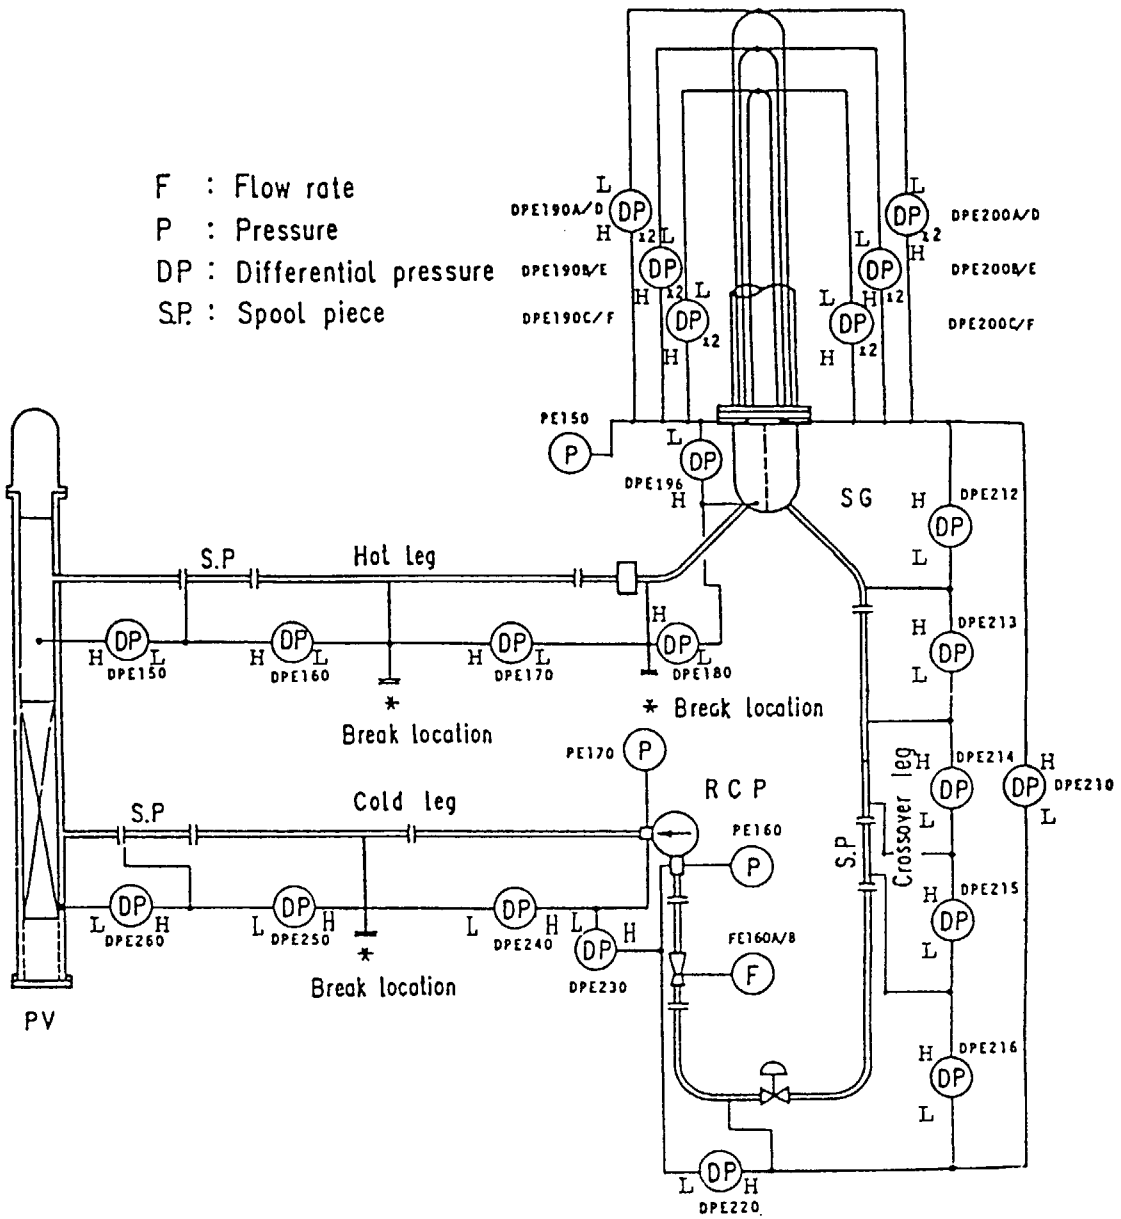 F : Flow rate
P : Pressure
DP : Differential pressure
S.P. : Spool piece
L
L
DPE190A/D DP
DP DPE200A/D
H x2
x2 H
L
L
DPE190B/E DP
DP DPE200B/E
H x2
H x2
L
L
DPE190C/F DP
DP DPE200C/F
x2
x2
H
H
PE150
P
L
DP
DPE196
H
SG
H DPE212
DP
L
S.P
Hot leg
H
H DPE213
DP
L
DP
H L
DPE150
DP
H L
DPE160
DP
H L
DPE170
DP
L
DPE180
*
Break location
* Break location
PE170
P
RCP
H DPE214
DP
L
H
DP DPE210
L
S.P
Cold leg
PE160
P
S.P
Crossover leg
H DPE215
DP
L
DP
L H
DPE260
DP
L H
DPE250
DP
L H
DPE240
L
DP H
DPE230
FE160A/B
F
*
Break location
PV
H DPE216
DP
L
DP
L H
DPE220